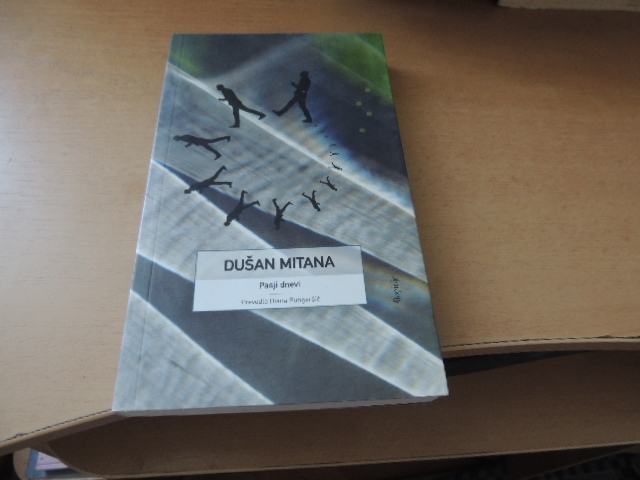 DUŠAN MITANA
Pasji dnevi
Prevedla Diana Pungeršič